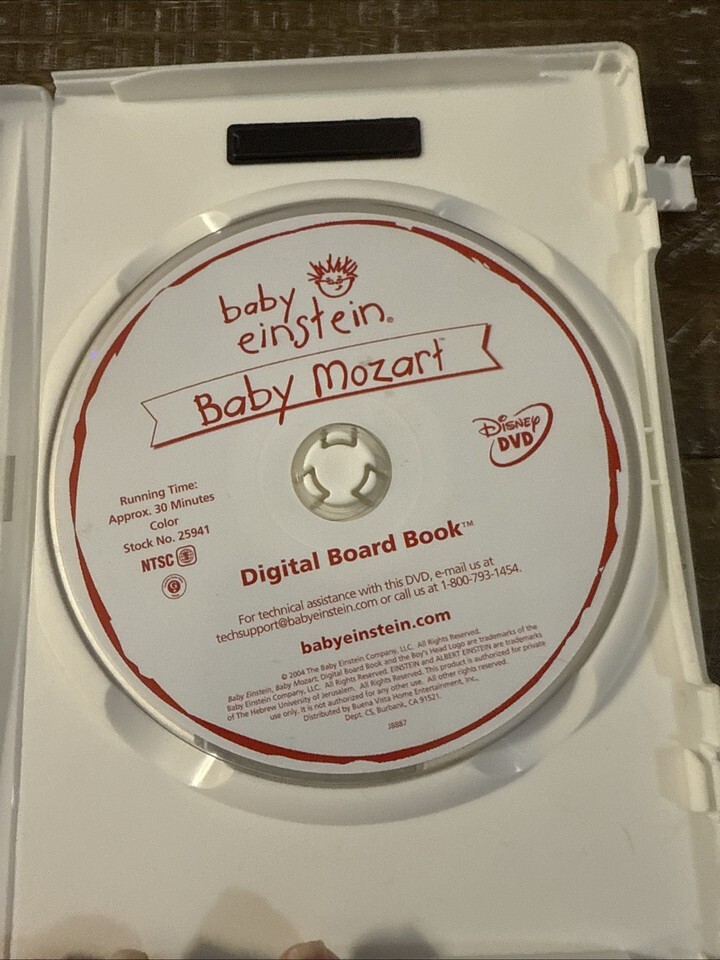 baby
einstein®
Baby Mozart™
Disney
DVD
Running Time:
Approx. 30 Minutes
Color
Stock No. 25941
NTSC
Digital Board Book™
For technical assistance with this DVD, e-mail us at
techsupport@babyeinstein.com or call us at 1-800-793-1454.
babyeinstein.com
© 2004 The Baby Einstein Company, LLC. All Rights Reserved.
Baby Einstein, Baby Mozart, Digital Board Book and the Boy's Head Logo are trademarks of the
Baby Einstein Company, LLC. All Rights Reserved. EINSTEIN and ALBERT EINSTEIN are trademarks
of The Hebrew University of Jerusalem. All Rights Reserved. This product is authorized for private
use only. It is not authorized for any other use. All other rights reserved.
Distributed by Buena Vista Home Entertainment, Inc.,
Dept. CS, Burbank, CA 91521.
J8887